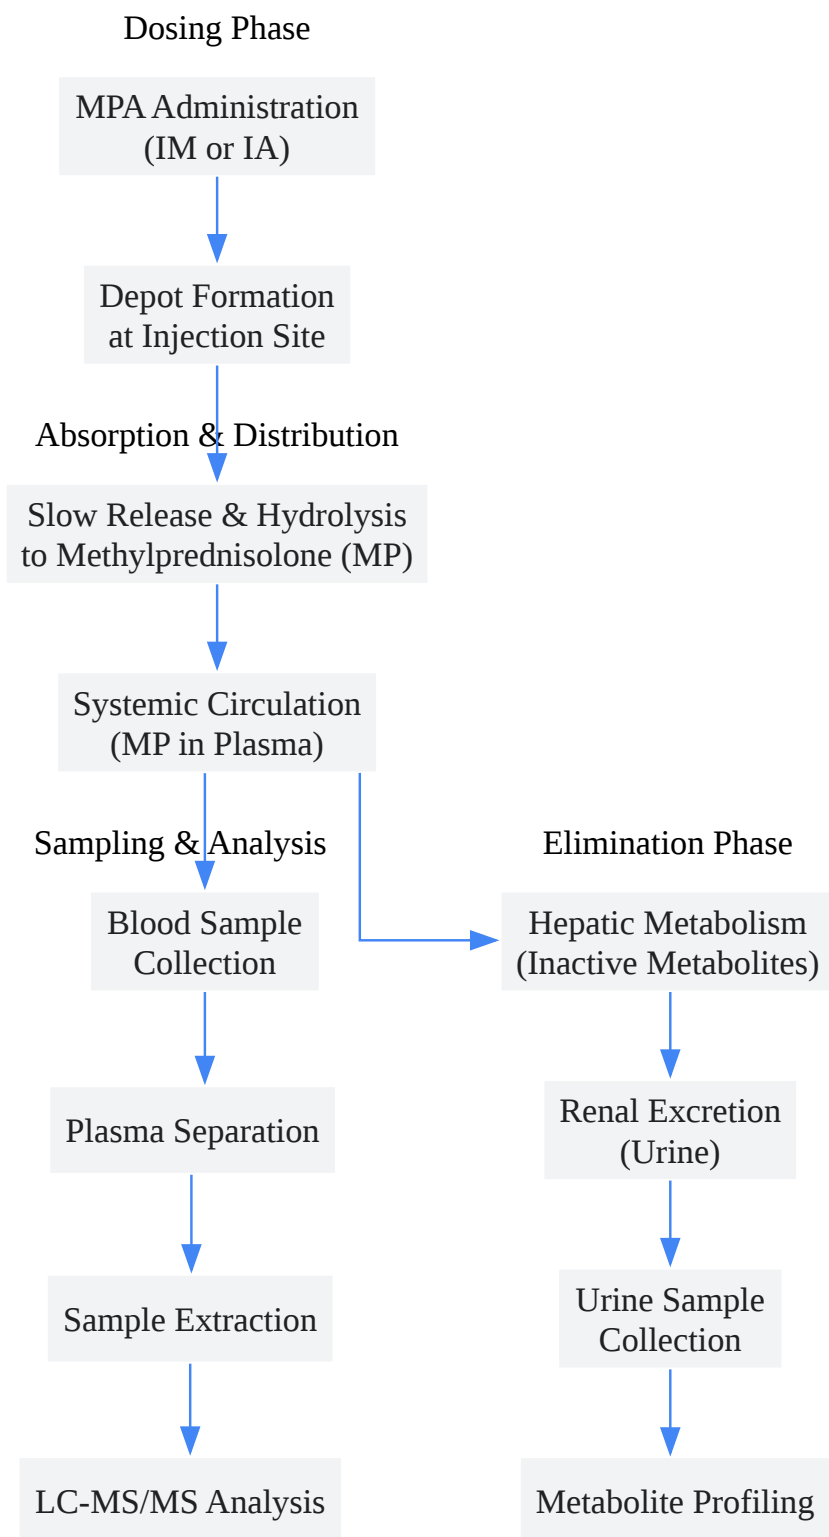 Dosing Phase
MPA Administration
(IM or IA)
Depot Formation
at Injection Site
Absorption & Distribution
Slow Release & Hydrolysis
to Methylprednisolone (MP)
Systemic Circulation
(MP in Plasma)
Sampling & Analysis
Blood Sample
Collection
Plasma Separation
Sample Extraction
LC-MS/MS Analysis
Elimination Phase
Hepatic Metabolism
(Inactive Metabolites)
Renal Excretion
(Urine)
Urine Sample
Collection
Metabolite Profiling